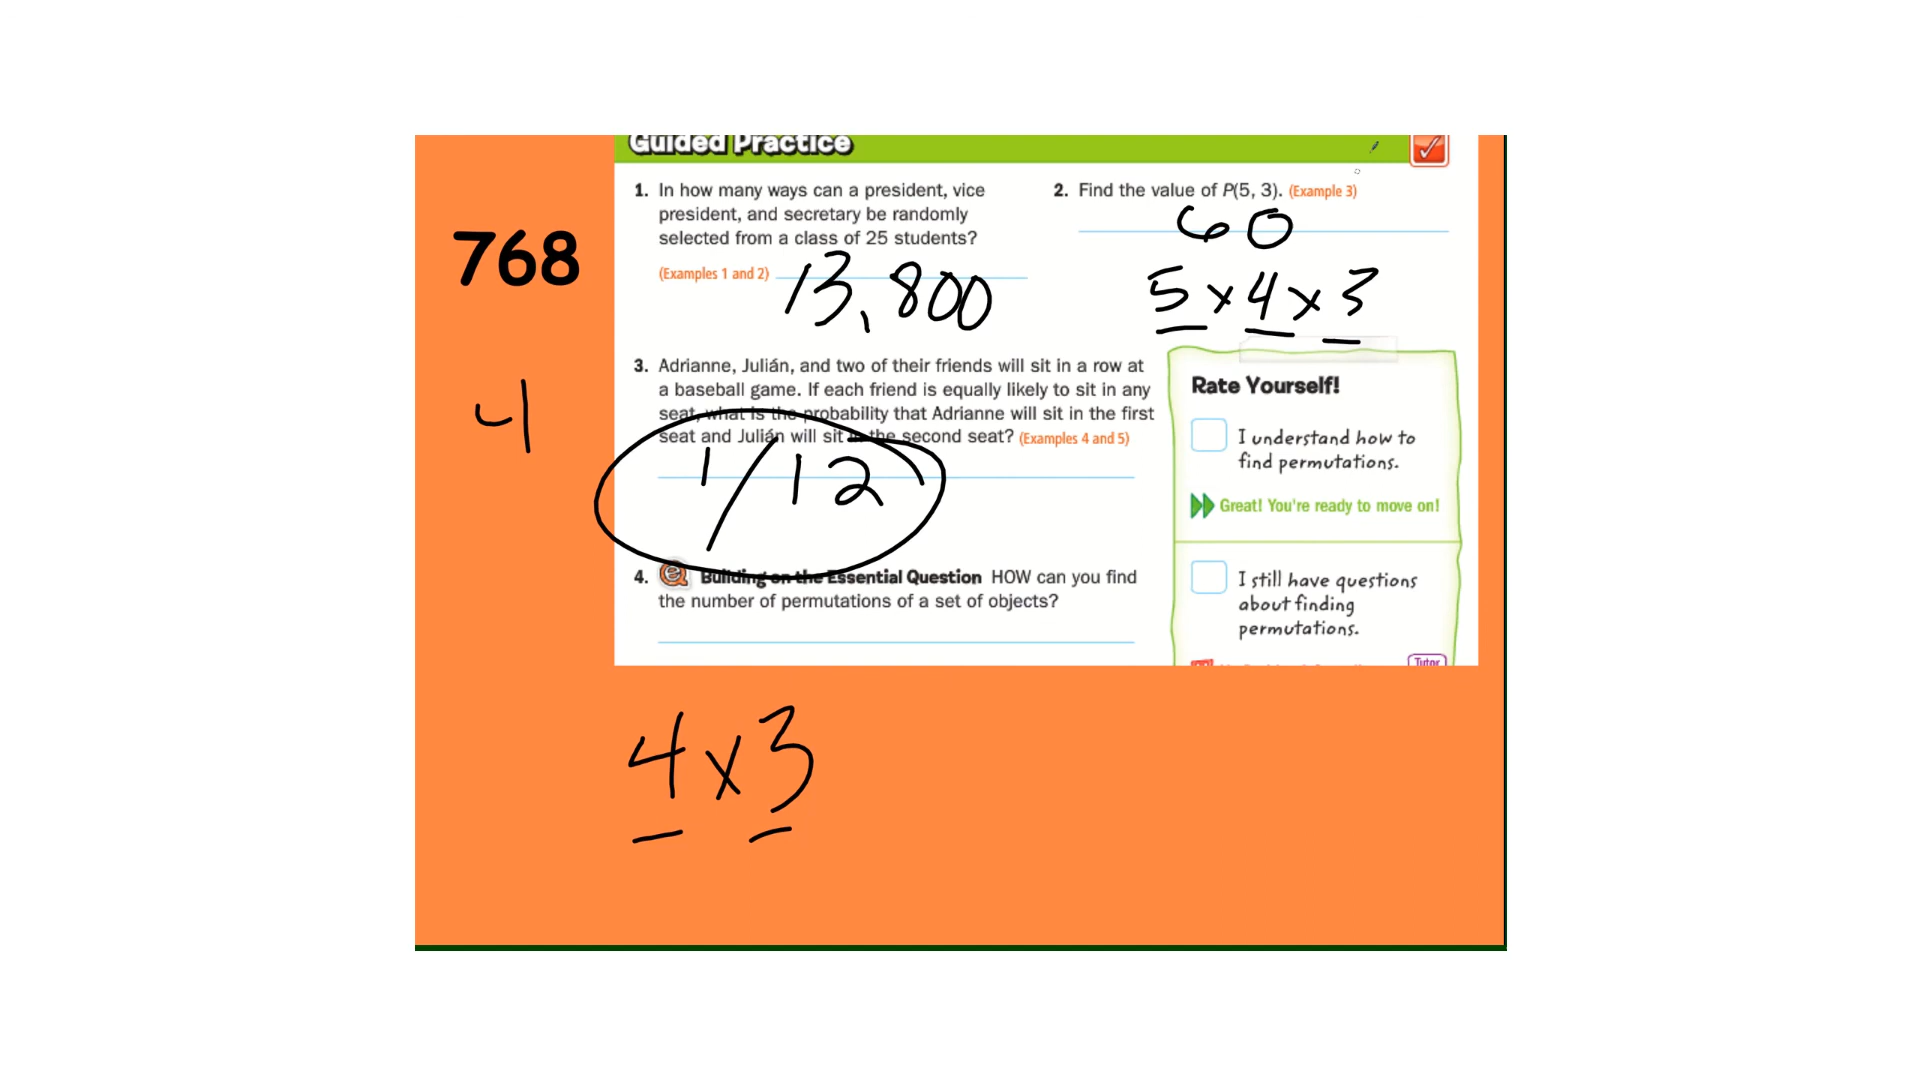 Guided Practice
768
1. In how many ways can a president, vice
president, and secretary be randomly
selected from a class of 25 students?
(Examples 1 and 2) 13,800
2. Find the value of P(5, 3). (Example 3)
60
5 x 4 x 3
4
3. Adrianne, Julián, and two of their friends will sit in a row at
a baseball game. If each friend is equally likely to sit in any
seat, what is the probability that Adrianne will sit in the first
seat and Julián will sit in the second seat? (Examples 4 and 5)
1/12
4. Building on the Essential Question HOW can you find
the number of permutations of a set of objects?
Rate Yourself!
I understand how to
find permutations.
Great! You're ready to move on!
I still have questions
about finding
permutations.
Tutor
4 x 3